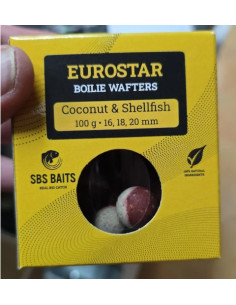 EUROSTAR
BOILIE WAFTERS
Coconut & Shellfish
100 g • 16, 18, 20 mm
SBS BAITS